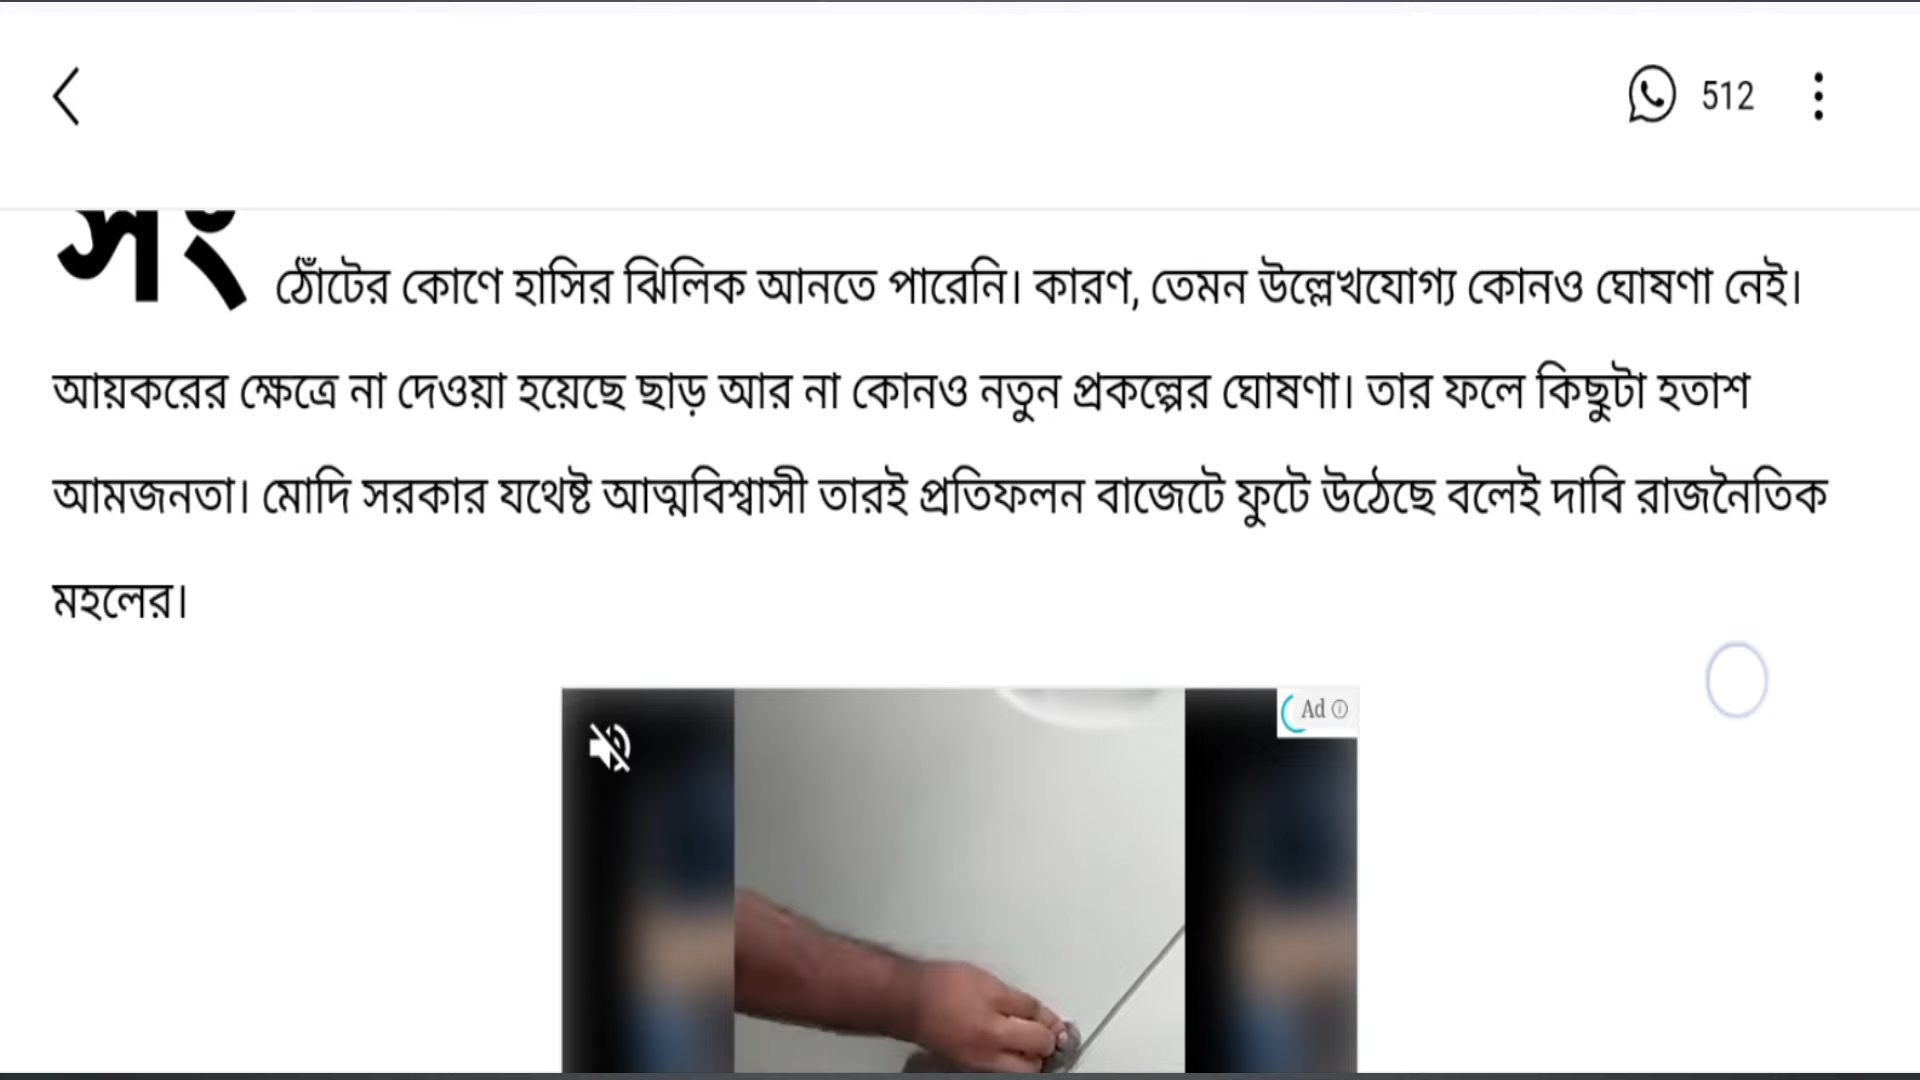 512
সং ঠোঁটের কোণে হাসির ঝিলিক আনতে পারেনি। কারণ, তেমন উল্লেখযোগ্য কোনও ঘোষণা নেই।
আয়করের ক্ষেত্রে না দেওয়া হয়েছে ছাড় আর না কোনও নতুন প্রকল্পের ঘোষণা। তার ফলে কিছুটা হতাশ
আমজনতা। মোদি সরকার যথেষ্ট আত্মবিশ্বাসী তারই প্রতিফলন বাজেটে ফুটে উঠেছে বলেই দাবি রাজনৈতিক
মহলের।
Ad